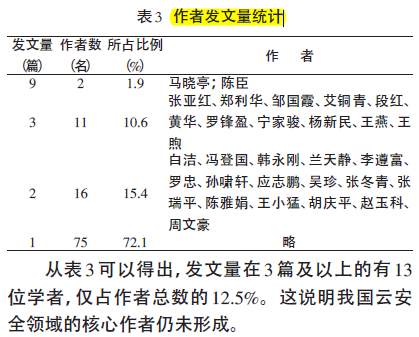 表3 作者发文量统计
发文量(篇) 作者数(名) 所占比例(%) 作 者
9 2 1.9 马晓亭；陈臣
张亚红、郑利华、邹国霞、艾铜青、段红、
3 11 10.6 黄华、罗锋盈、宁家骏、杨新民、王燕、王
煦
白洁、冯登国、韩永刚、兰天静、李遵富、
2 16 15.4 罗忠、孙啸轩、应志鹏、吴珍、张冬青、张
瑞平、陈雅娟、王小猛、胡庆平、赵玉科、
周文豪
1 75 72.1 略
从表3可以得出，发文量在3篇及以上的有13
位学者，仅占作者总数的12.5%。这说明我国云安
全领域的核心作者仍未形成。